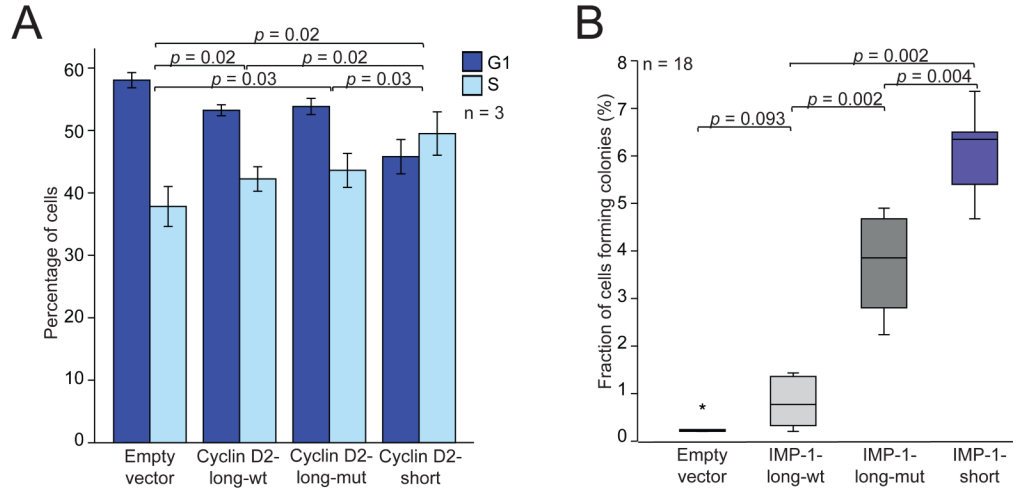 A
p = 0.02
p = 0.02
p = 0.02
p = 0.03
p = 0.03
G1
S
n = 3
Percentage of cells
60
50
40
30
20
10
0
Empty
vector
Cyclin D2-
long-wt
Cyclin D2-
long-mut
Cyclin D2-
short
B
n = 18
p = 0.002
p = 0.004
p = 0.002
p = 0.093
Fraction of cells forming colonies (%)
8
7
6
5
4
3
2
1
0
*
Empty
vector
IMP-1-
long-wt
IMP-1-
long-mut
IMP-1-
short